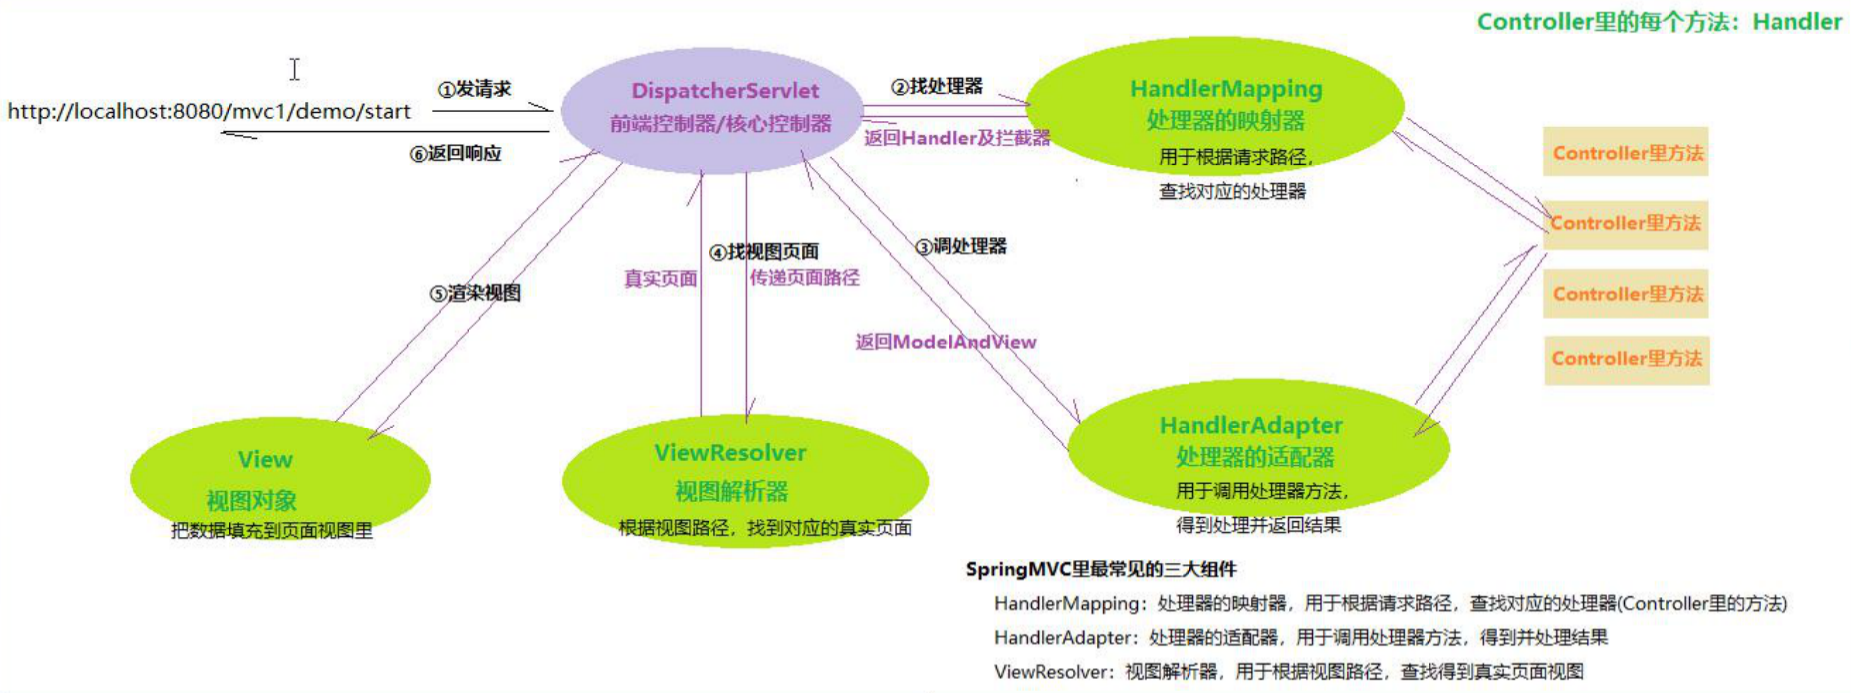 Controller里的每个方法：Handler
http://localhost:8080/mvc1/demo/start
①发请求
⑥返回响应
DispatcherServlet
前端控制器/核心控制器
②找处理器
返回Handler及拦截器
HandlerMapping
处理器的映射器
用于根据请求路径，
查找对应的处理器
Controller里方法
Controller里方法
Controller里方法
Controller里方法
③调处理器
返回ModelAndView
④找视图页面
真实页面
传递页面路径
⑤渲染视图
View
视图对象
把数据填充到页面视图里
ViewResolver
视图解析器
根据视图路径，找到对应的真实页面
HandlerAdapter
处理器的适配器
用于调用处理器方法，
得到处理并返回结果
SpringMVC里最常见的三大组件
HandlerMapping：处理器的映射器，用于根据请求路径，查找对应的处理器(Controller里的方法)
HandlerAdapter：处理器的适配器，用于调用处理器方法，得到并处理结果
ViewResolver：视图解析器，用于根据视图路径，查找得到真实页面视图